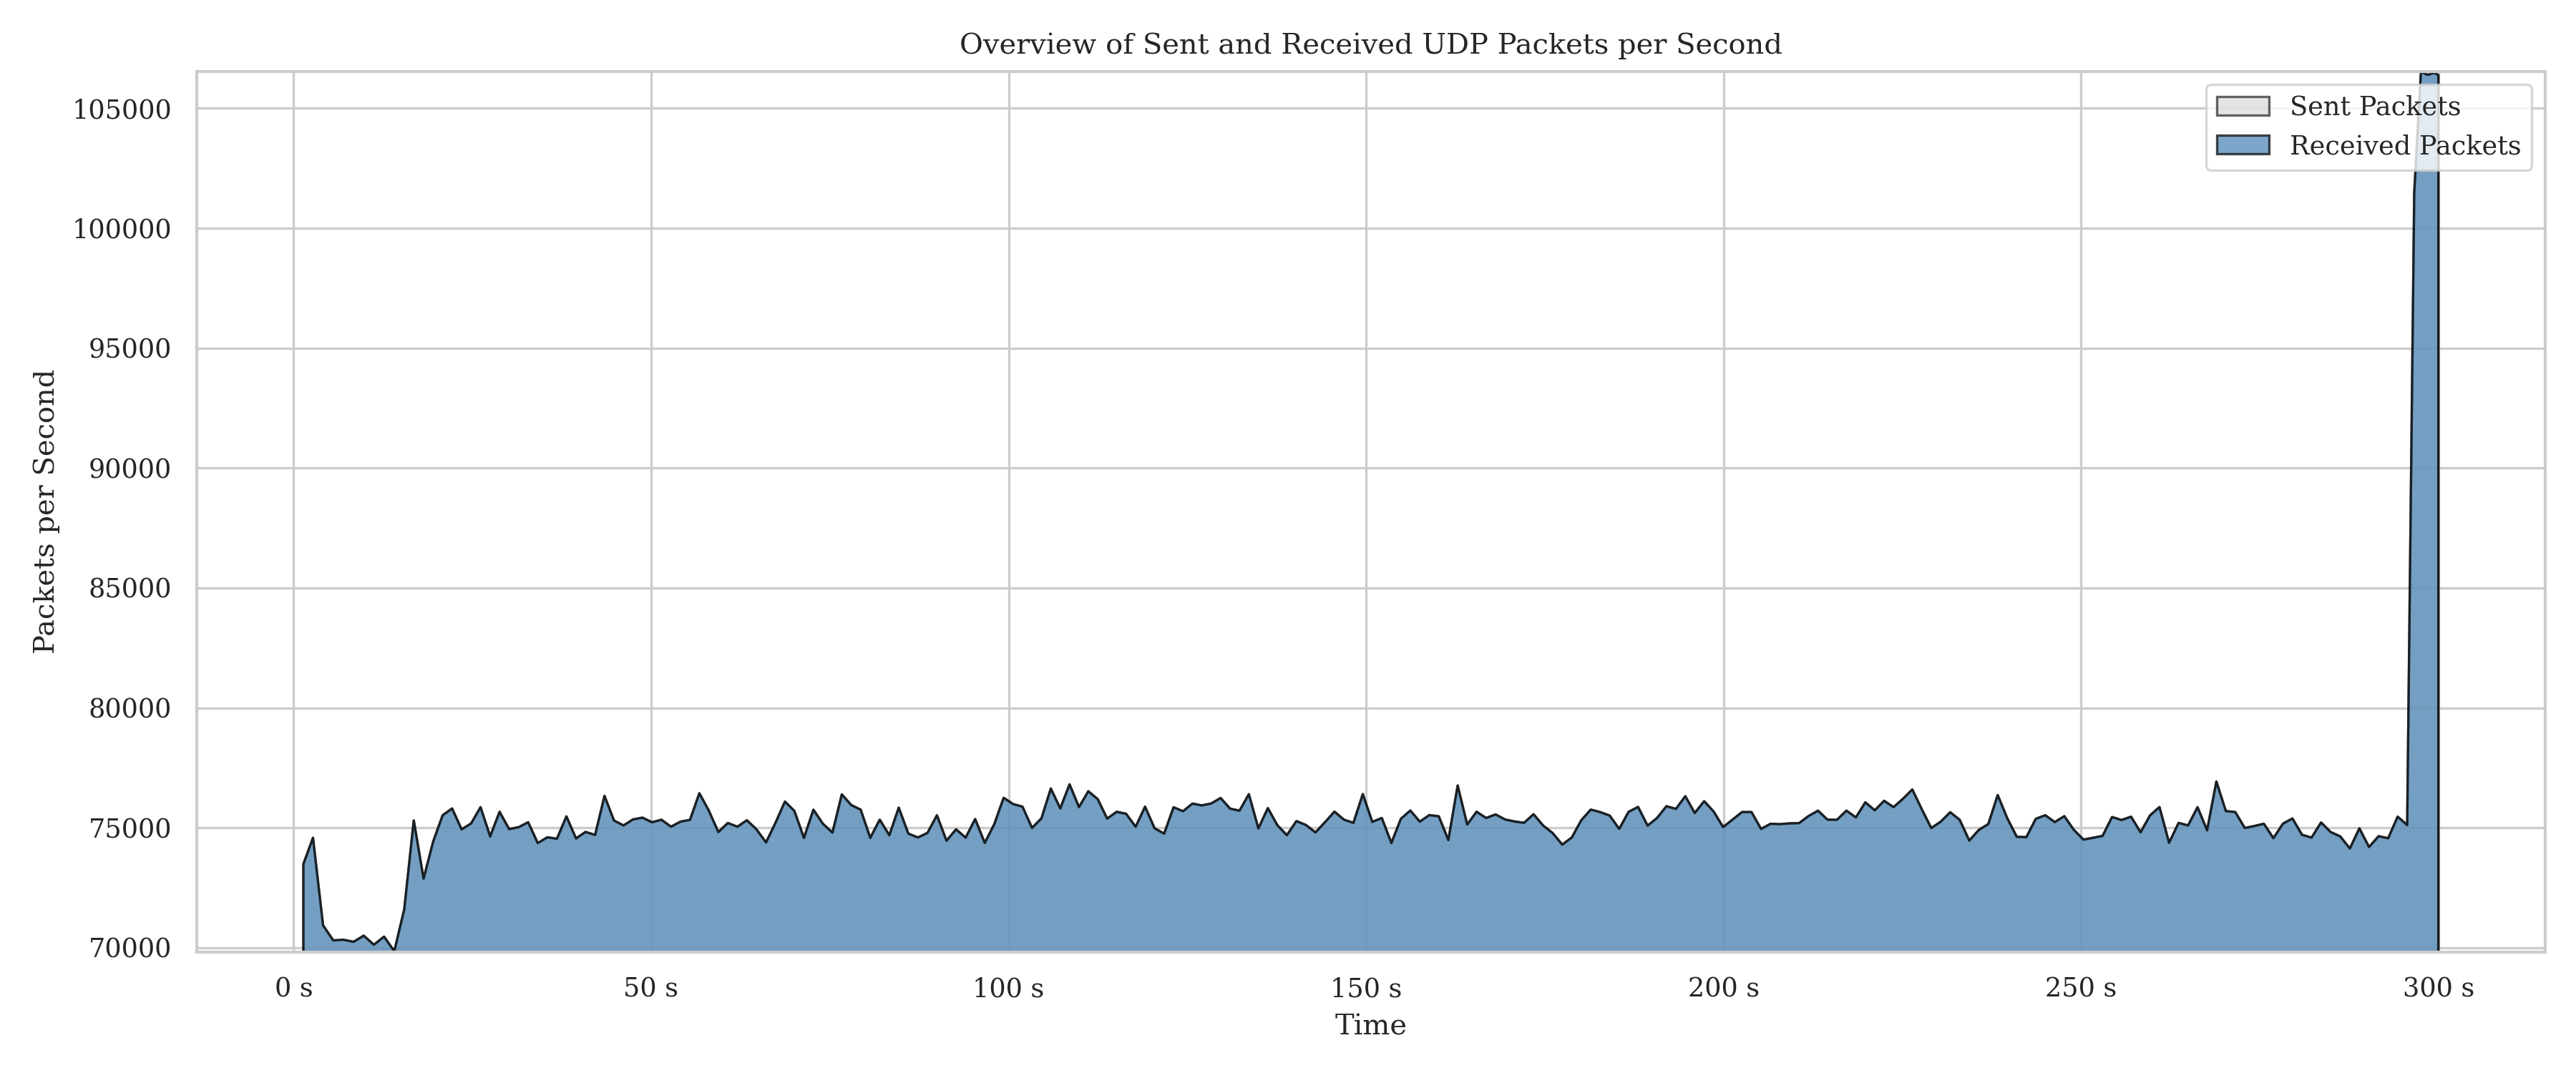 Overview of Sent and Received UDP Packets per Second
Packets per Second
105000
100000
95000
90000
85000
80000
75000
70000
Sent Packets
Received Packets
0 s
50 s
100 s
150 s
200 s
250 s
300 s
Time